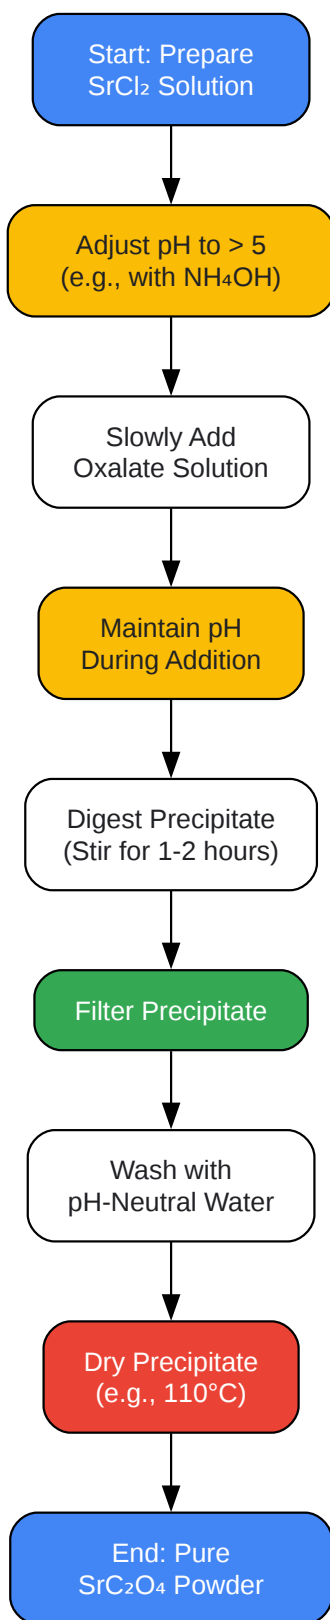 Start: Prepare
SrCl₂ Solution
Adjust pH to > 5
(e.g., with NH₄OH)
Slowly Add
Oxalate Solution
Maintain pH
During Addition
Digest Precipitate
(Stir for 1-2 hours)
Filter Precipitate
Wash with
pH-Neutral Water
Dry Precipitate
(e.g., 110°C)
End: Pure
SrC₂O₄ Powder